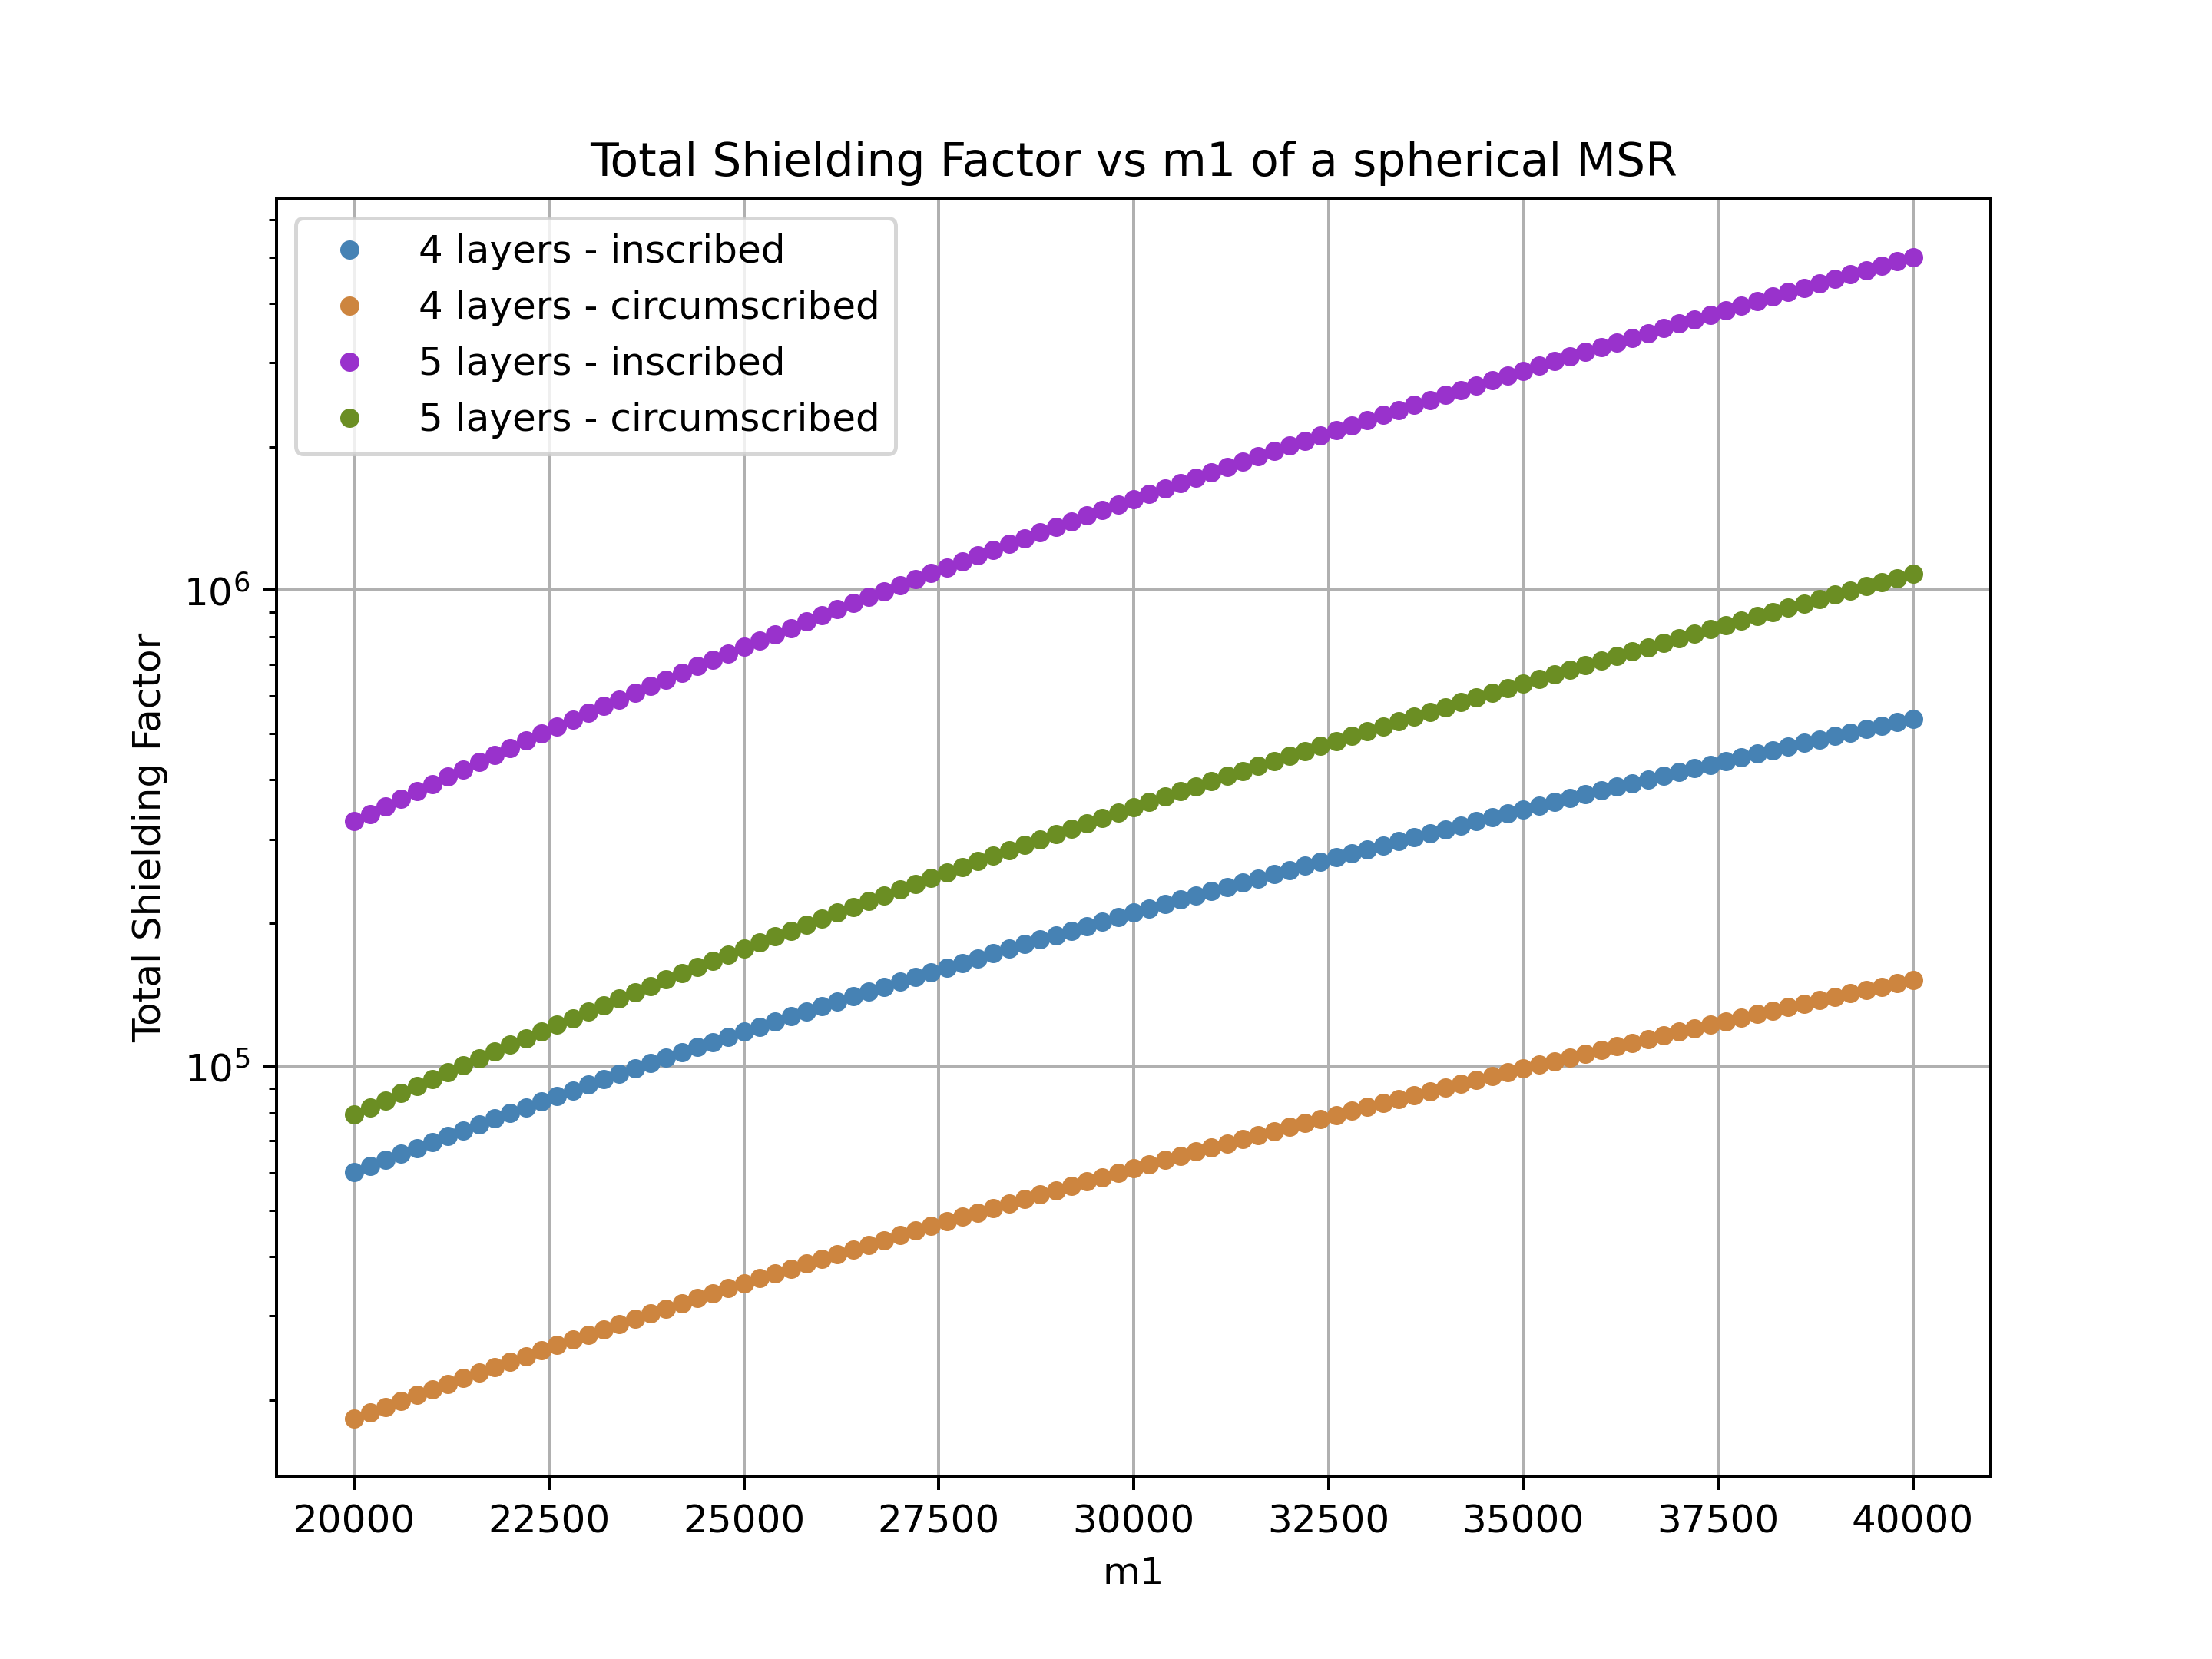 Total Shielding Factor vs m1 of a spherical MSR
4 layers - inscribed
4 layers - circumscribed
5 layers - inscribed
5 layers - circumscribed
Total Shielding Factor
10⁶
10⁵
20000 22500 25000 27500 30000 32500 35000 37500 40000
m1